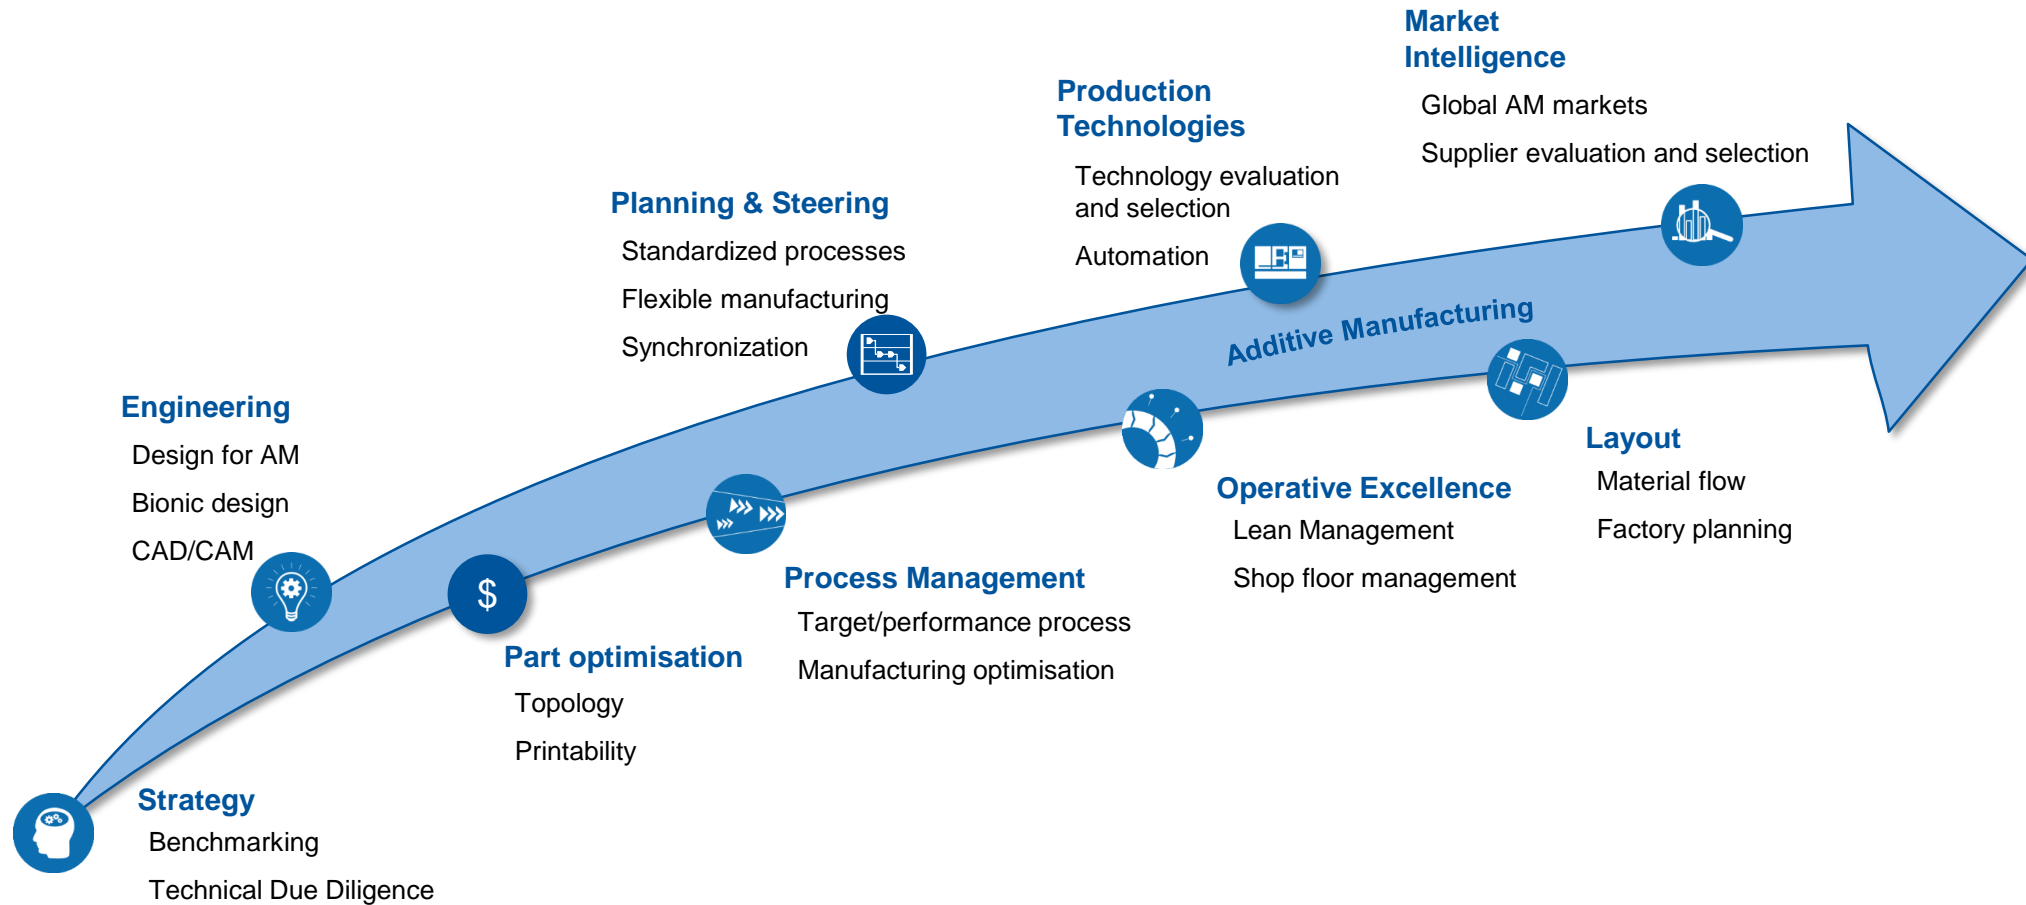 Market
Intelligence
Global AM markets
Supplier evaluation and selection
Production
Technologies
Technology evaluation
and selection
Automation
Planning & Steering
Standardized processes
Flexible manufacturing
Synchronization
Additive Manufacturing
Engineering
Design for AM
Bionic design
CAD/CAM
Layout
Material flow
Factory planning
Operative Excellence
Lean Management
Shop floor management
Process Management
Target/performance process
Manufacturing optimisation
$
Part optimisation
Topology
Printability
Strategy
Benchmarking
Technical Due Diligence